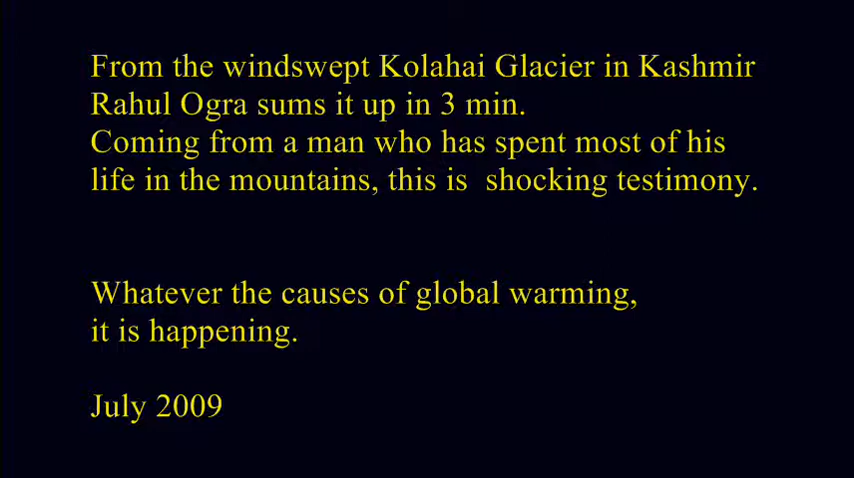 From the windswept Kolahai Glacier in Kashmir
Rahul Ogra sums it up in 3 min.
Coming from a man who has spent most of his
life in the mountains, this is  shocking testimony.
Whatever the causes of global warming,
it is happening.
July 2009